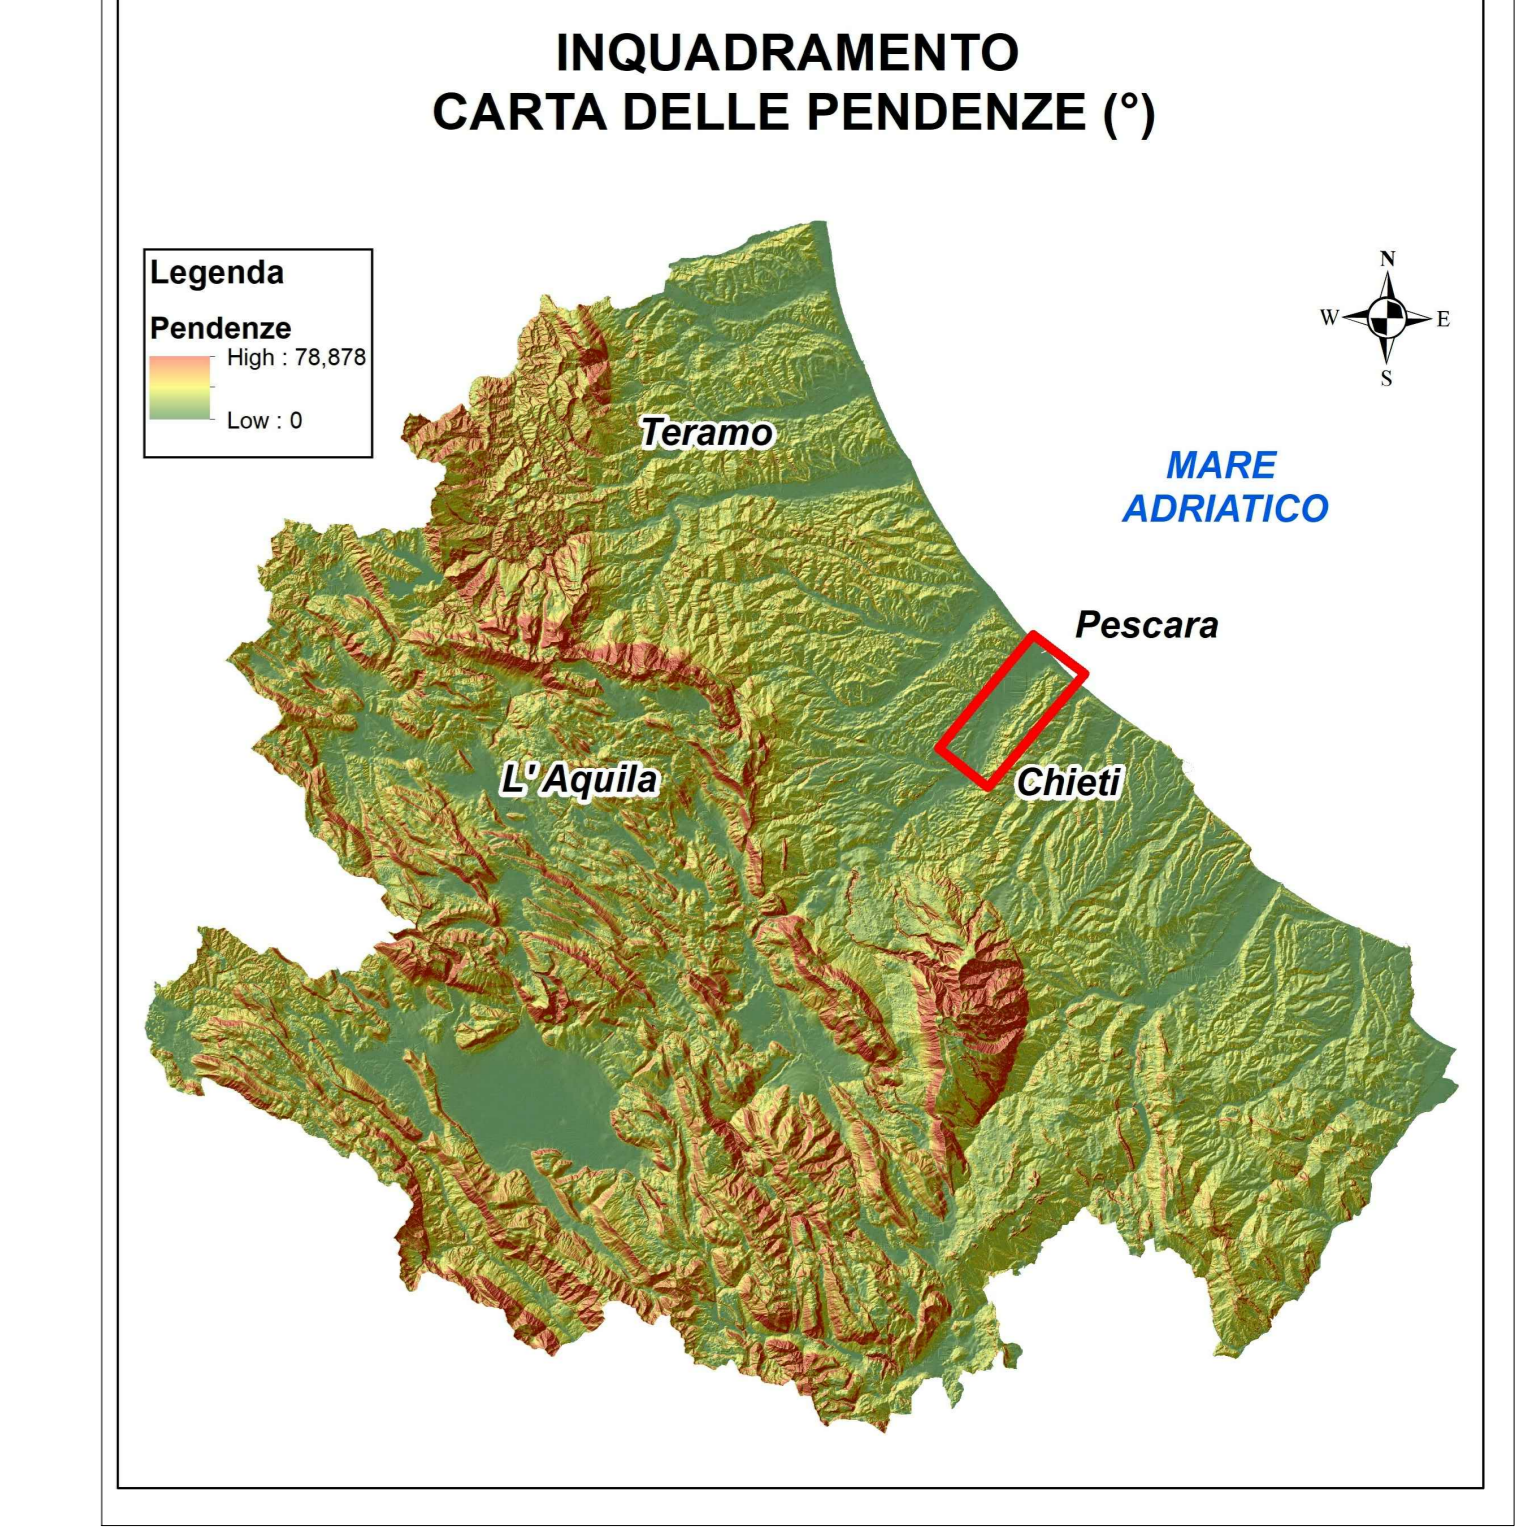 INQUADRAMENTO
CARTA DELLE PENDENZE (°)
Legenda
Pendenze
High : 78,878
Low : 0
N
W
E
S
Teramo
MARE
ADRIATICO
Pescara
L' Aquila
Chieti